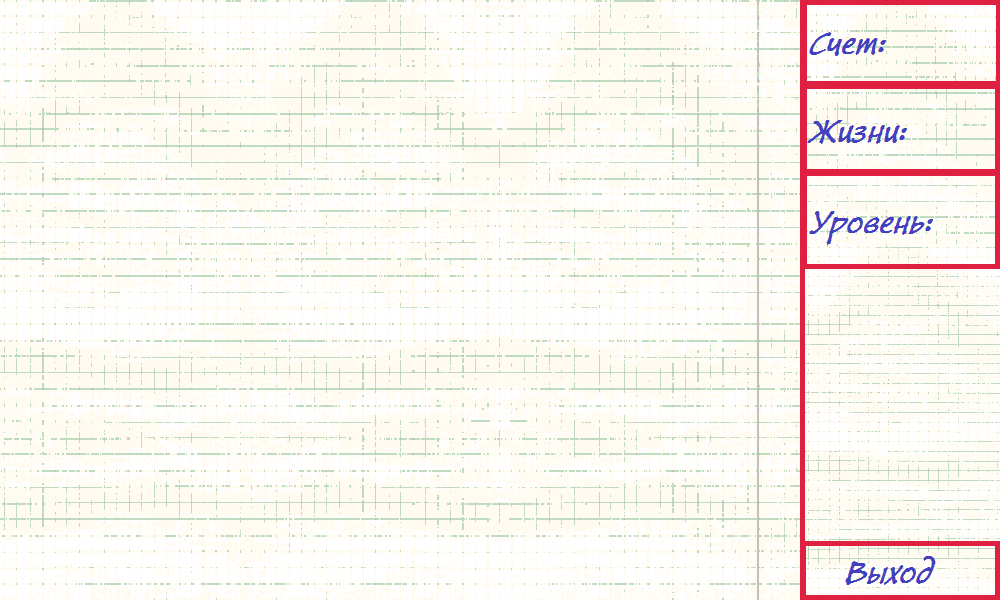 Счет:
Жизни:
Уровень:
Выход